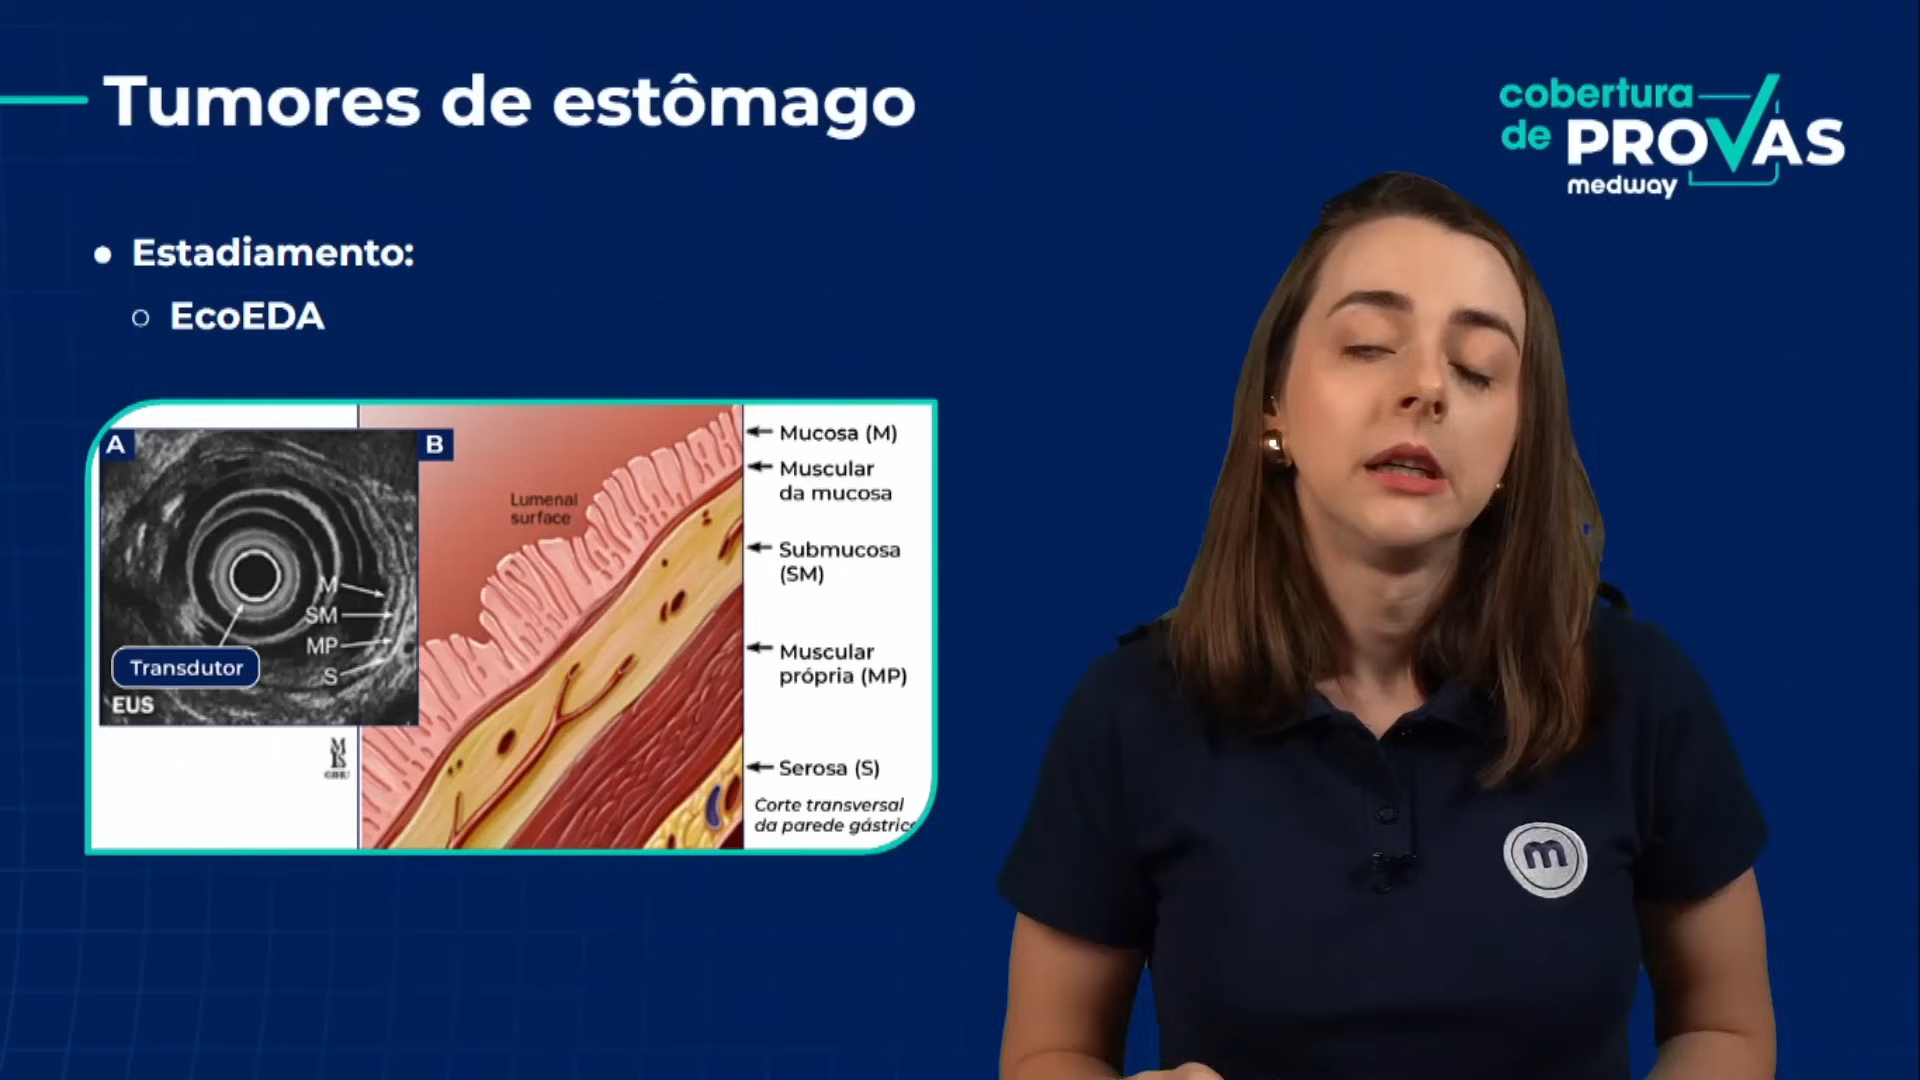 Tumores de estômago
cobertura
de PROVAS
medway
Estadiamento:
EcoEDA
A
B
M
SM
MP
S
Transdutor
EUS
Lumenal
surface
Mucosa (M)
Muscular
da mucosa
Submucosa
(SM)
Muscular
própria (MP)
Serosa (S)
Corte transversal
da parede gástrica
m